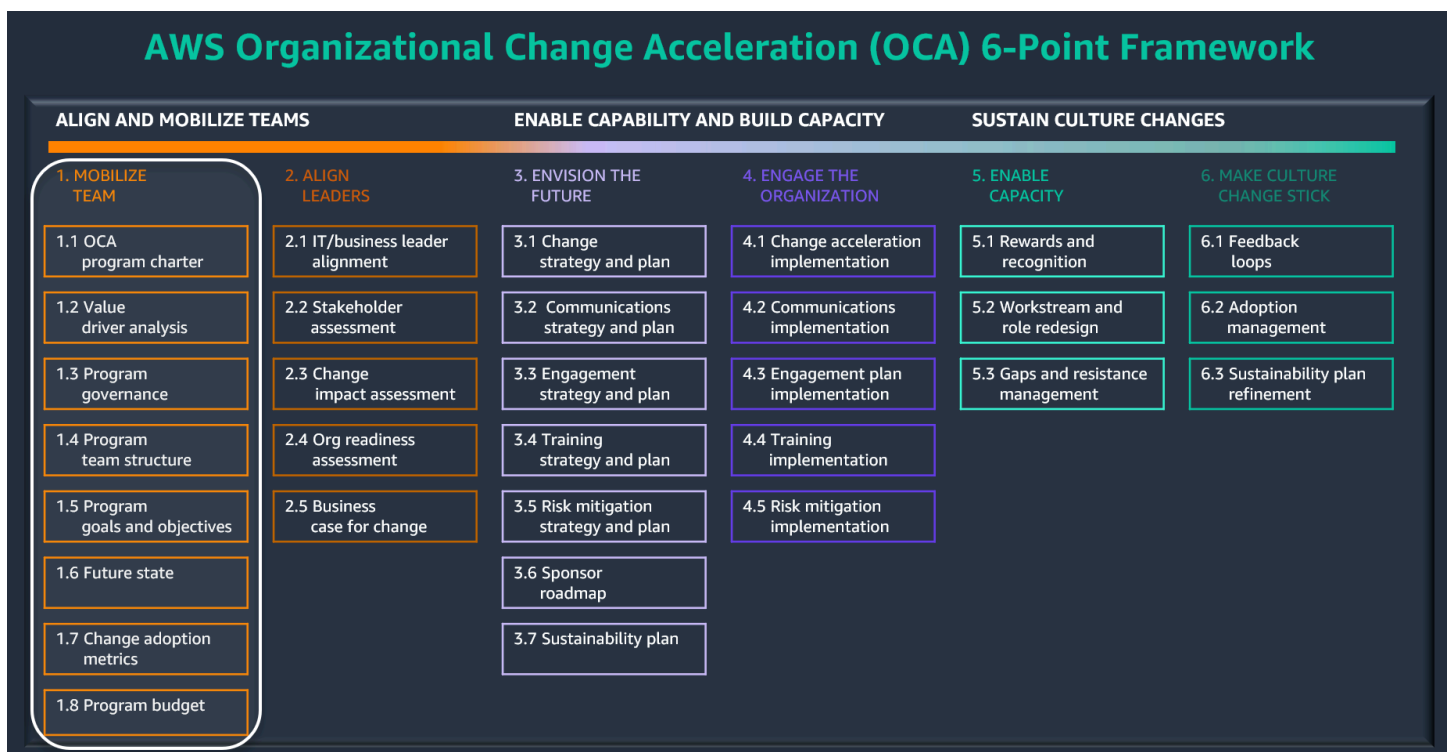 AWS Organizational Change Acceleration (OCA) 6-Point Framework
ALIGN AND MOBILIZE TEAMS
ENABLE CAPABILITY AND BUILD CAPACITY
SUSTAIN CULTURE CHANGES
1. MOBILIZE
TEAM
1.1 OCA
program charter
1.2 Value
driver analysis
1.3 Program
governance
1.4 Program
team structure
1.5 Program
goals and objectives
1.6 Future state
1.7 Change adoption
metrics
1.8 Program budget
2. ALIGN
LEADERS
2.1 IT/business leader
alignment
2.2 Stakeholder
assessment
2.3 Change
impact assessment
2.4 Org readiness
assessment
2.5 Business
case for change
3. ENVISION THE
FUTURE
3.1 Change
strategy and plan
3.2 Communications
strategy and plan
3.3 Engagement
strategy and plan
3.4 Training
strategy and plan
3.5 Risk mitigation
strategy and plan
3.6 Sponsor
roadmap
3.7 Sustainability plan
4. ENGAGE THE
ORGANIZATION
4.1 Change acceleration
implementation
4.2 Communications
implementation
4.3 Engagement plan
implementation
4.4 Training
implementation
4.5 Risk mitigation
implementation
5. ENABLE
CAPACITY
5.1 Rewards and
recognition
5.2 Workstream and
role redesign
5.3 Gaps and resistance
management
6. MAKE CULTURE
CHANGE STICK
6.1 Feedback
loops
6.2 Adoption
management
6.3 Sustainability plan
refinement